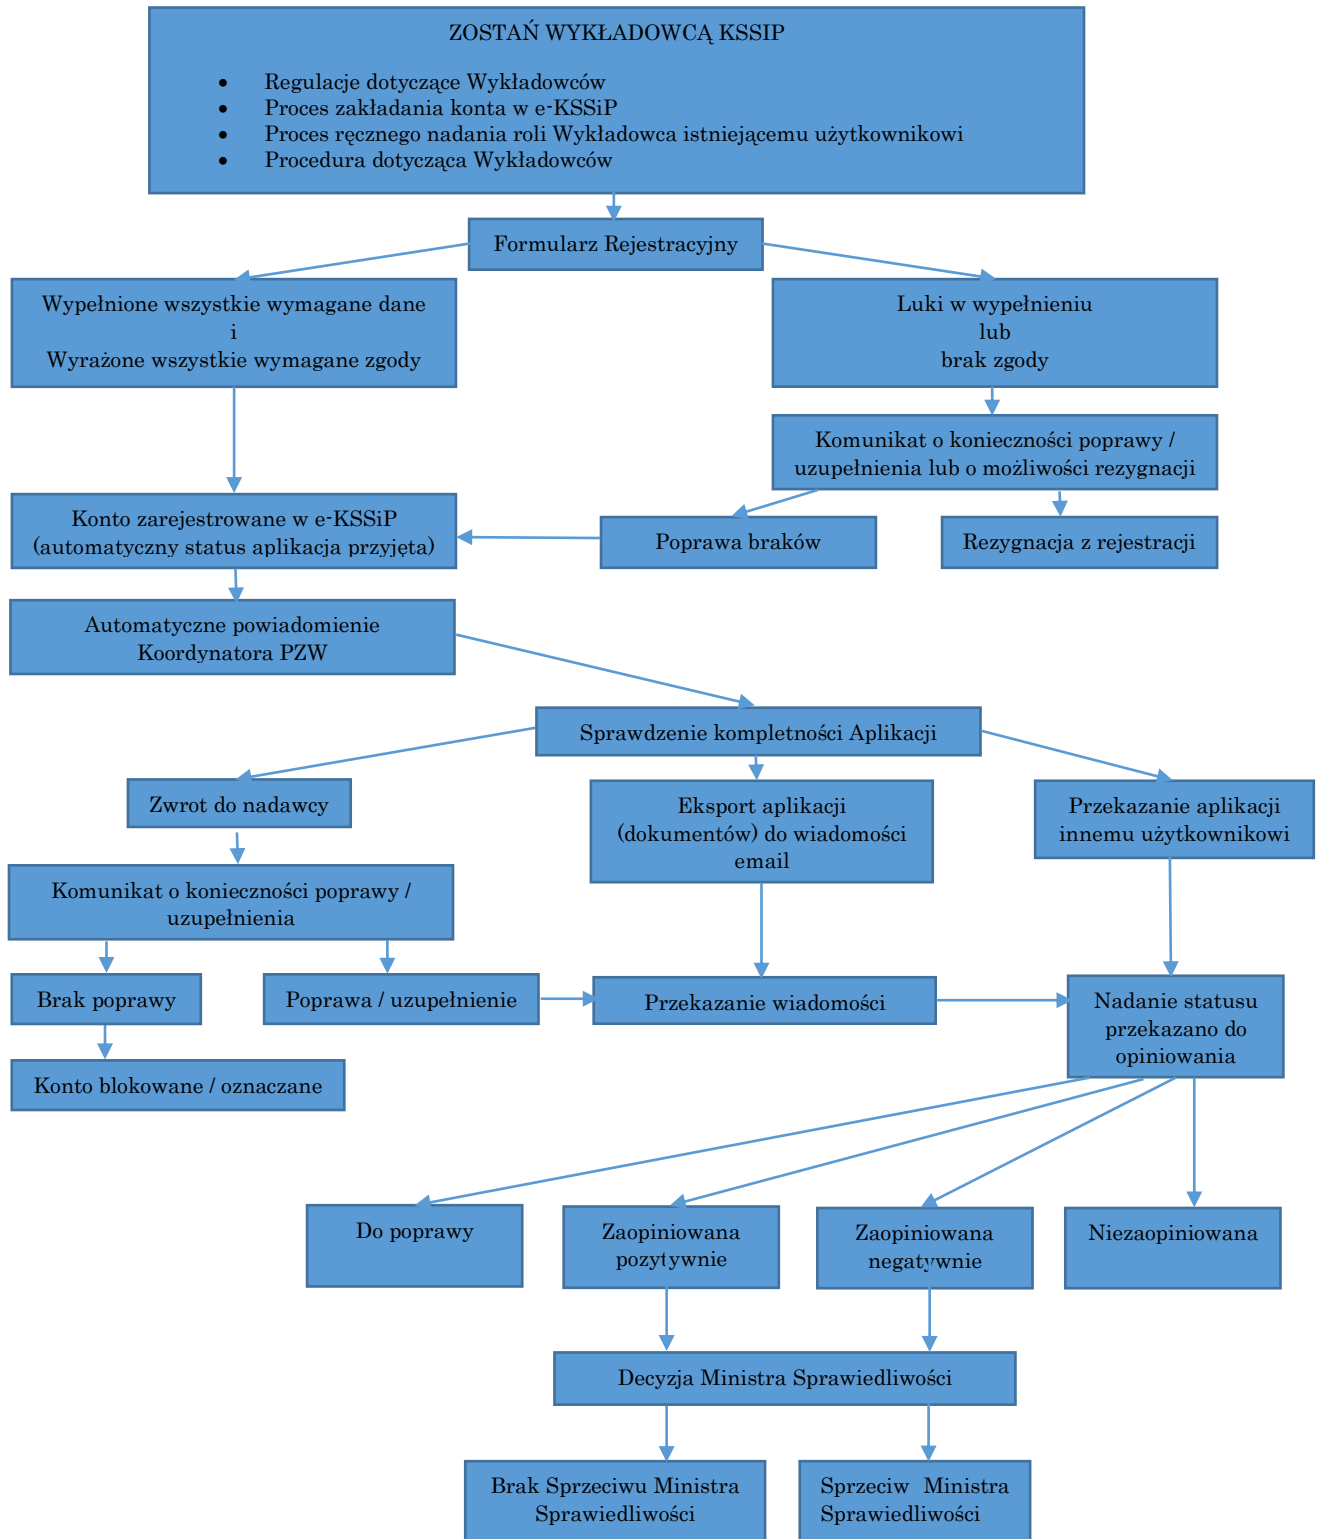 ZOSTAŃ WYKŁADOWCĄ KSSIP
• Regulacje dotyczące Wykładowców
• Proces zakładania konta w e-KSSiP
• Proces ręcznego nadania roli Wykładowca istniejącemu użytkownikowi
• Procedura dotycząca Wykładowców
Formularz Rejestracyjny
Wypełnione wszystkie wymagane dane
i
Wyrażone wszystkie wymagane zgody
Luki w wypełnieniu
lub
brak zgody
Komunikat o konieczności poprawy /
uzupełnienia lub o możliwości rezygnacji
Konto zarejestrowane w e-KSSiP
(automatyczny status aplikacja przyjęta)
Poprawa braków
Rezygnacja z rejestracji
Automatyczne powiadomienie
Koordynatora PZW
Sprawdzenie kompletności Aplikacji
Zwrot do nadawcy
Eksport aplikacji
(dokumentów) do wiadomości
email
Przekazanie aplikacji
innemu użytkownikowi
Komunikat o konieczności poprawy /
uzupełnienia
Brak poprawy
Poprawa / uzupełnienie
Przekazanie wiadomości
Nadanie statusu
przekazano do
opiniowania
Konto blokowane / oznaczane
Do poprawy
Zaopiniowana
pozytywnie
Zaopiniowana
negatywnie
Niezaopiniowana
Decyzja Ministra Sprawiedliwości
Brak Sprzeciwu Ministra
Sprawiedliwości
Sprzeciw Ministra
Sprawiedliwości